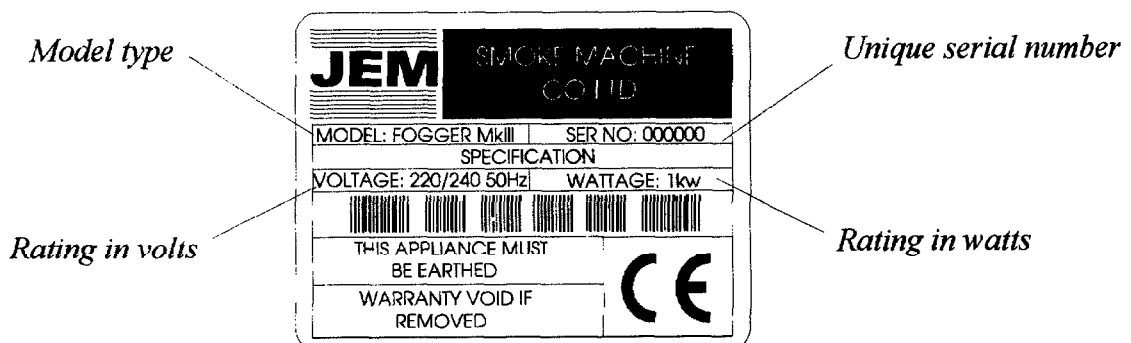 Model type
Unique serial number
JEM
SMOKE MACHINE
CO LTD
MODEL: FOGGER MkIII
SER NO: 000000
SPECIFICATION
VOLTAGE: 220/240 50Hz
WATTAGE: 1kw
Rating in volts
Rating in watts
THIS APPLIANCE MUST
BE EARTHED
WARRANTY VOID IF
REMOVED
CE